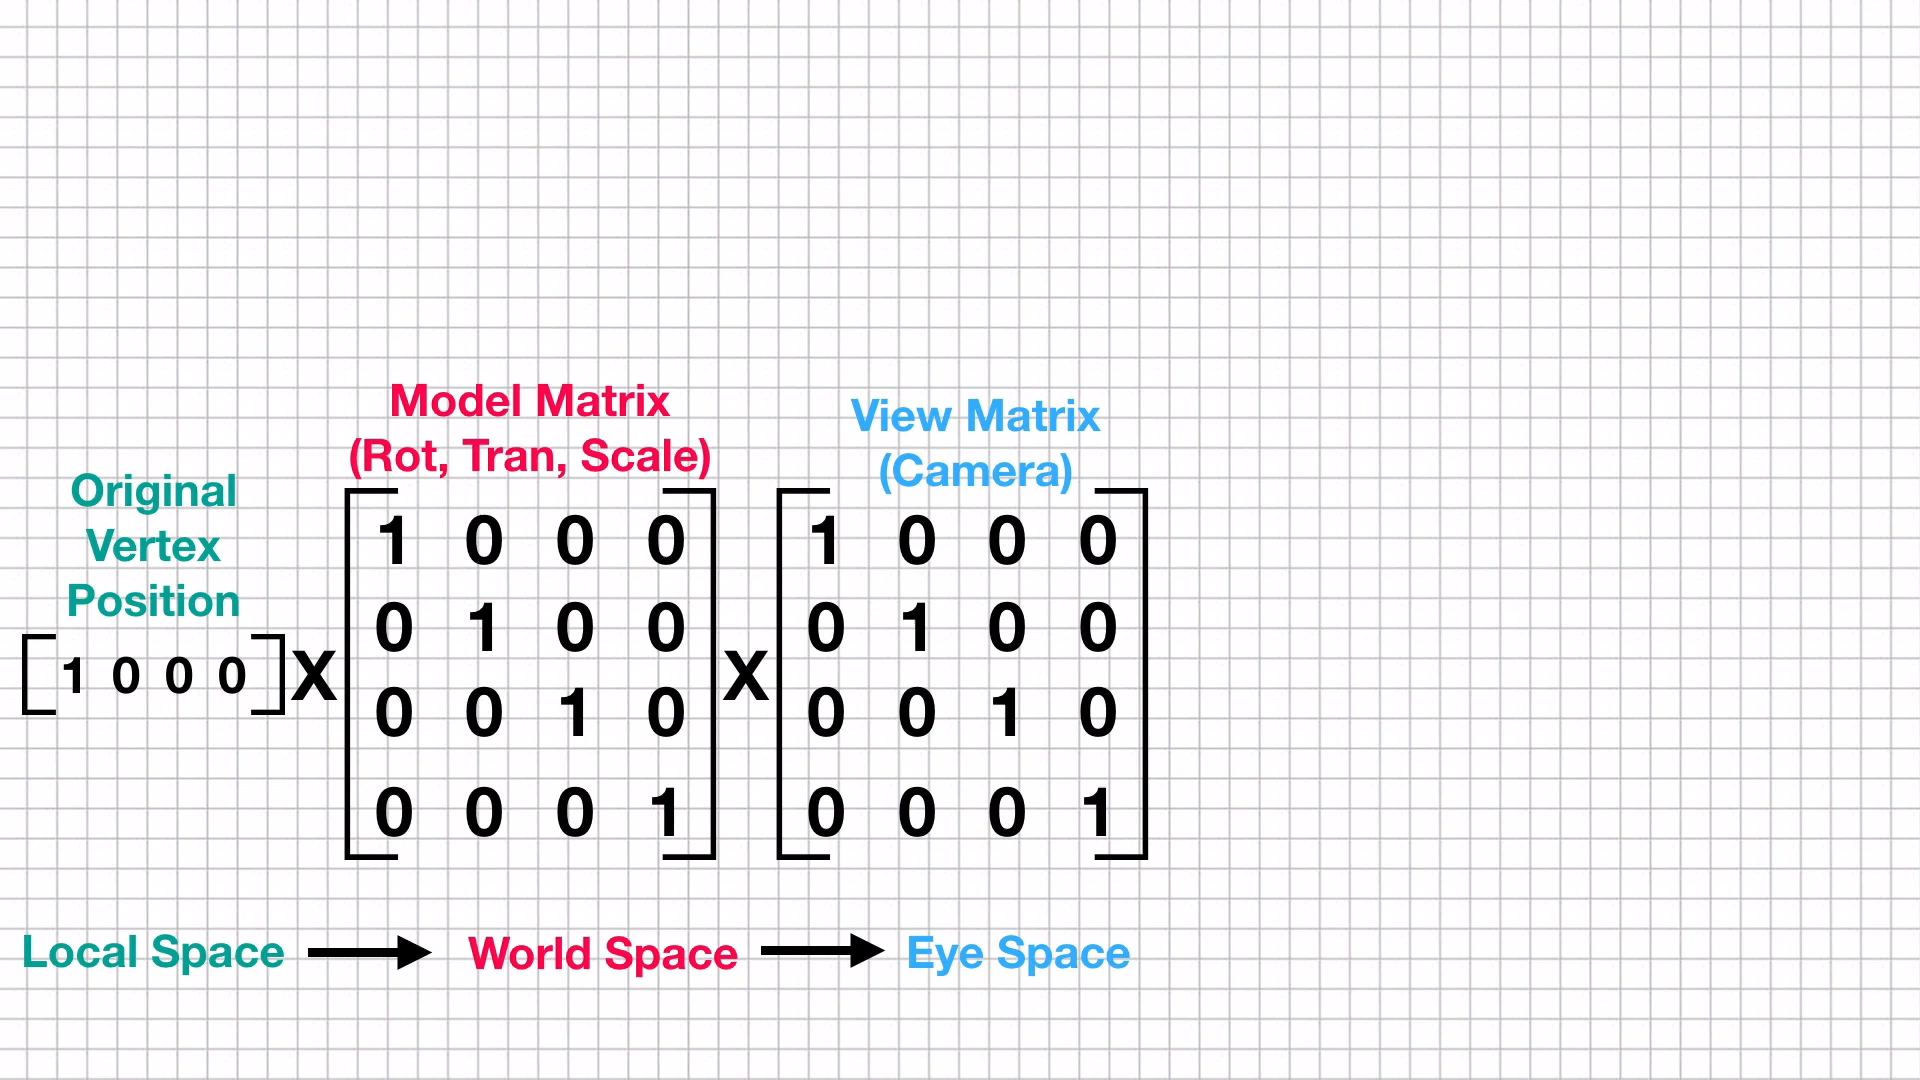 Original
Vertex
Position
[1 0 0 0]
X
Model Matrix
(Rot, Tran, Scale)
1 0 0 0
0 1 0 0
0 0 1 0
0 0 0 1
X
View Matrix
(Camera)
1 0 0 0
0 1 0 0
0 0 1 0
0 0 0 1
Local Space
World Space
Eye Space